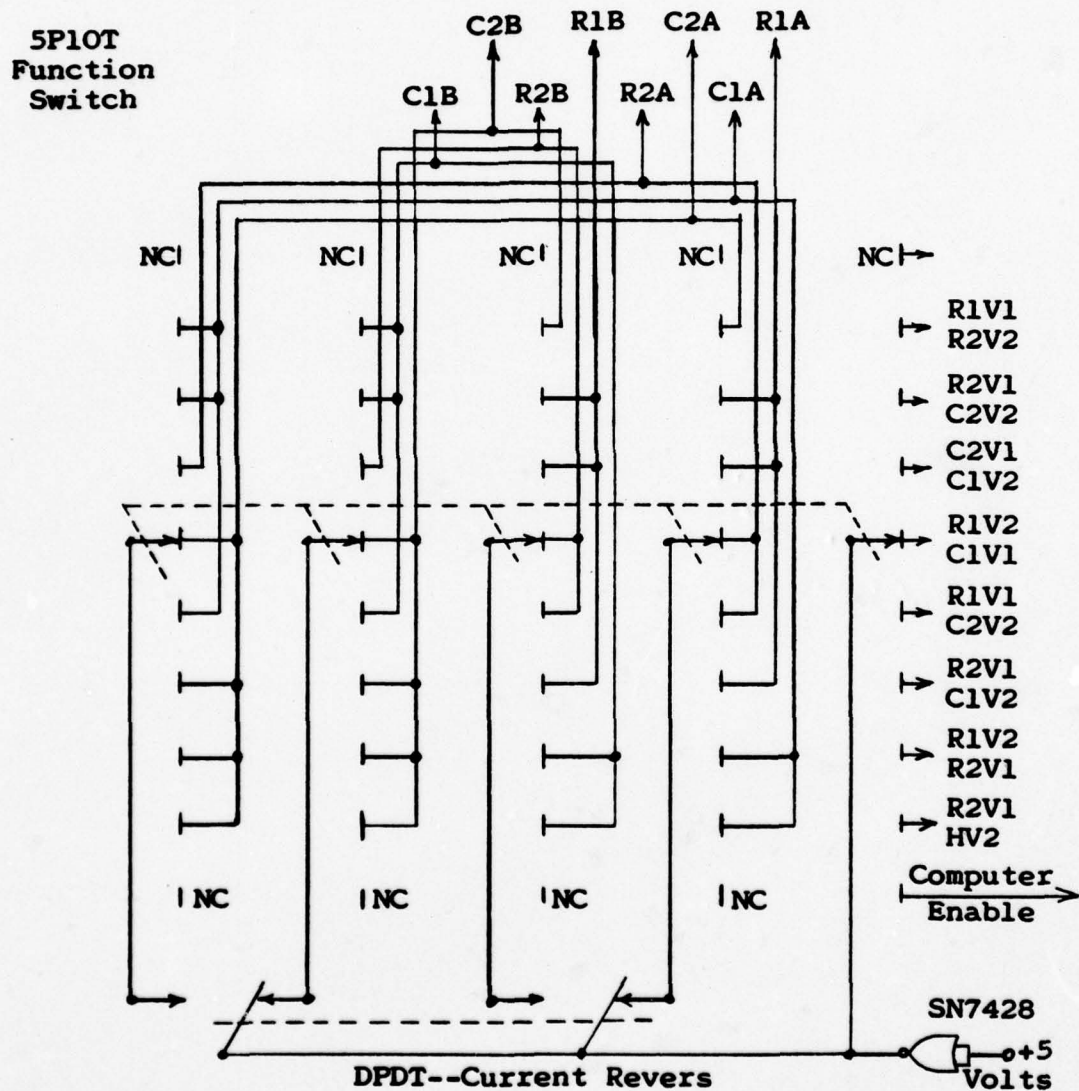 5P10T
Function
Switch
C2B R1B C2A R1A
C1B R2B R2A C1A
NC NC NC NC NC
R1V1
R2V2
R2V1
C2V2
C2V1
C1V2
R1V2
C1V1
R1V1
C2V2
R2V1
C1V2
R1V2
R2V1
R2V1
HV2
NC NC NC NC
Computer
Enable
SN7428
+5
Volts
DPDT--Current Revers